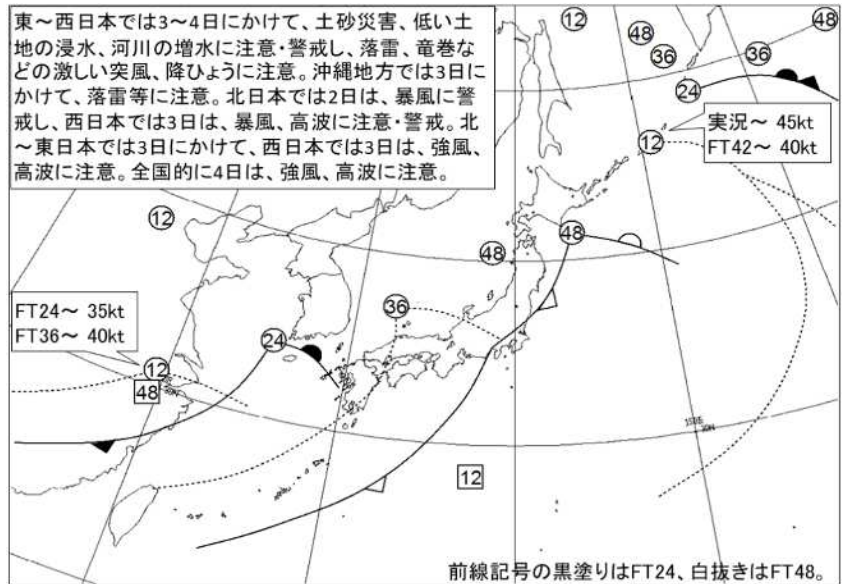 東～西日本では3～4日にかけて、土砂災害、低い土
地の浸水、河川の増水に注意・警戒し、落雷、竜巻な
どの激しい突風、降ひょうに注意。沖縄地方では3日に
かけて、落雷等に注意。北日本では2日は、暴風に警
戒し、西日本では3日は、暴風、高波に注意・警戒。北
～東日本では3日にかけて、西日本では3日は、強風、
高波に注意。全国的に4日は、強風、高波に注意。
12
48
36
36
48
24
実況～ 45kt
FT42～ 40kt
12
12
48
48
36
FT24～ 35kt
FT36～ 40kt
24
12
48
150E
30N
12
前線記号の黒塗りはFT24、白抜きはFT48。